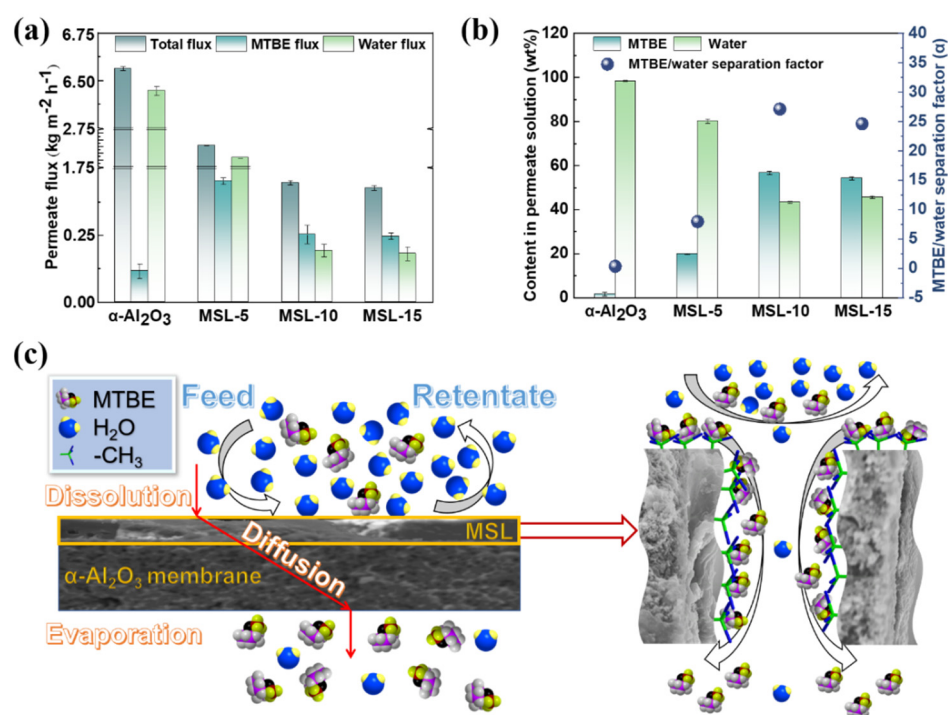 (a)
6.75
6.50
2.75
1.75
0.25
0.00
Permeate flux (kg m⁻² h⁻¹)
Total flux MTBE flux Water flux
α-Al₂O₃ MSL-5 MSL-10 MSL-15
(b)
120
100
80
60
40
20
0
Content in permeate solution (wt%)
MTBE Water
MTBE/water separation factor
40
35
30
25
20
15
10
5
0
-5
MTBE/water separation factor (α)
α-Al₂O₃ MSL-5 MSL-10 MSL-15
(c)
MTBE
H₂O
-CH₃
Feed Retentate
Dissolution
MSL
Diffusion
α-Al₂O₃ membrane
Evaporation